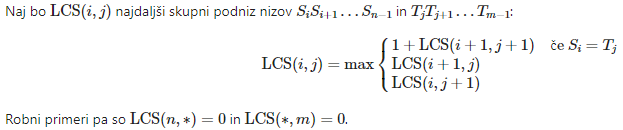 Naj bo LCS(i, j) najdaljši skupni podniz nizov S_iS_{i+1} … S_{n−1} in T_jT_{j+1} … T_{m−1}:
LCS(i, j) = max { 1 + LCS(i + 1, j + 1) če S_i = T_j
LCS(i + 1, j)
LCS(i, j + 1)
Robni primeri pa so LCS(n, ∗) = 0 in LCS(∗, m) = 0.